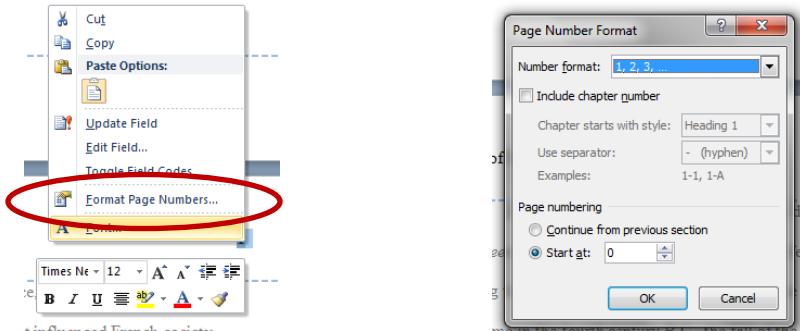 Cut
Copy
Paste Options:
Update Field
Edit Field...
Toggle Field Codes
Format Page Numbers...
Font...
Times Ne 12 A A
B I U ab A
influenced French society
Page Number Format
Number format: 1, 2, 3, ...
Include chapter number
Chapter starts with style: Heading 1
Use separator: - (hyphen)
Examples: 1-1, 1-A
Page numbering
Continue from previous section
Start at: 0
OK Cancel